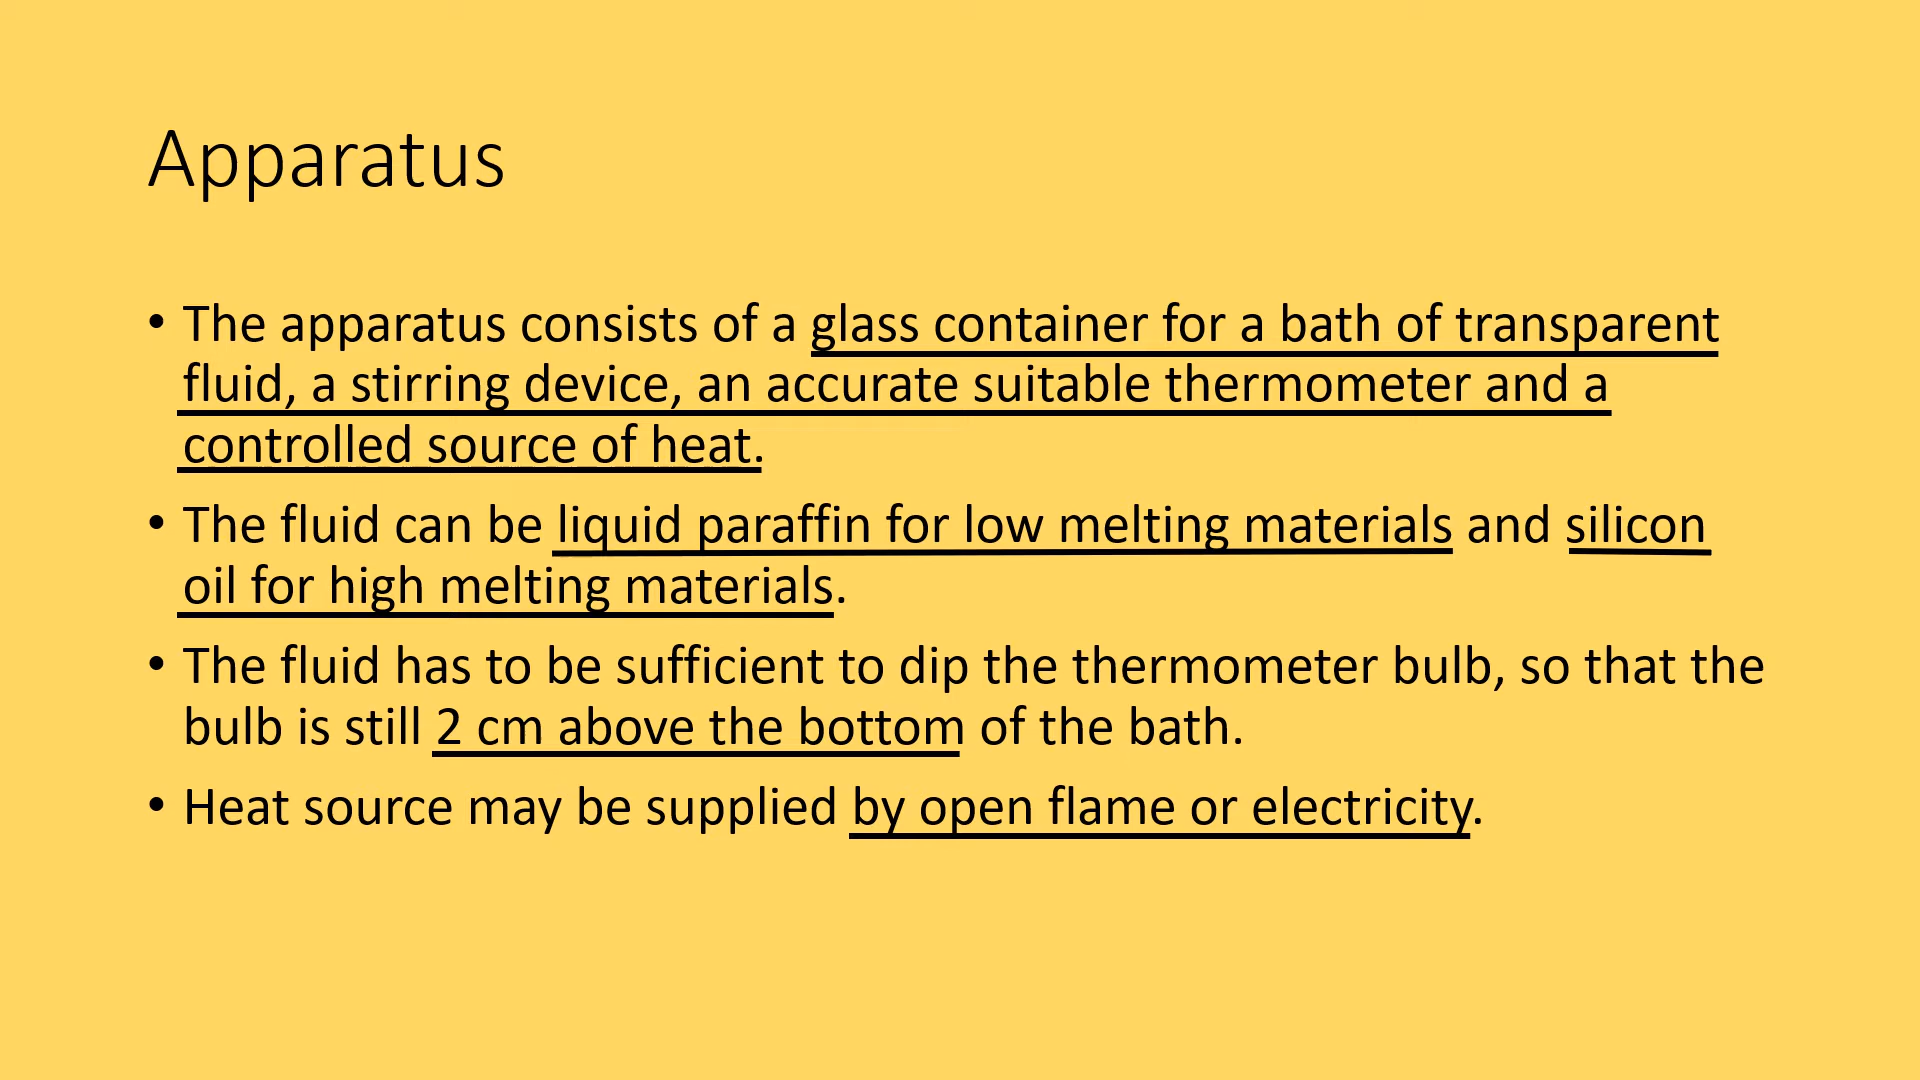 Apparatus
• The apparatus consists of a glass container for a bath of transparent
fluid, a stirring device, an accurate suitable thermometer and a
controlled source of heat.
• The fluid can be liquid paraffin for low melting materials and silicon
oil for high melting materials.
• The fluid has to be sufficient to dip the thermometer bulb, so that the
bulb is still 2 cm above the bottom of the bath.
• Heat source may be supplied by open flame or electricity.